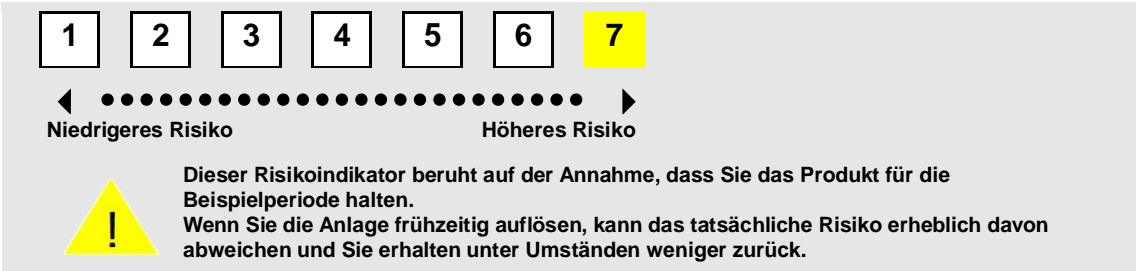 1 2 3 4 5 6 7
Niedrigeres Risiko Höheres Risiko
Dieser Risikoindikator beruht auf der Annahme, dass Sie das Produkt für die
Beispielperiode halten.
! Wenn Sie die Anlage frühzeitig auflösen, kann das tatsächliche Risiko erheblich davon
abweichen und Sie erhalten unter Umständen weniger zurück.